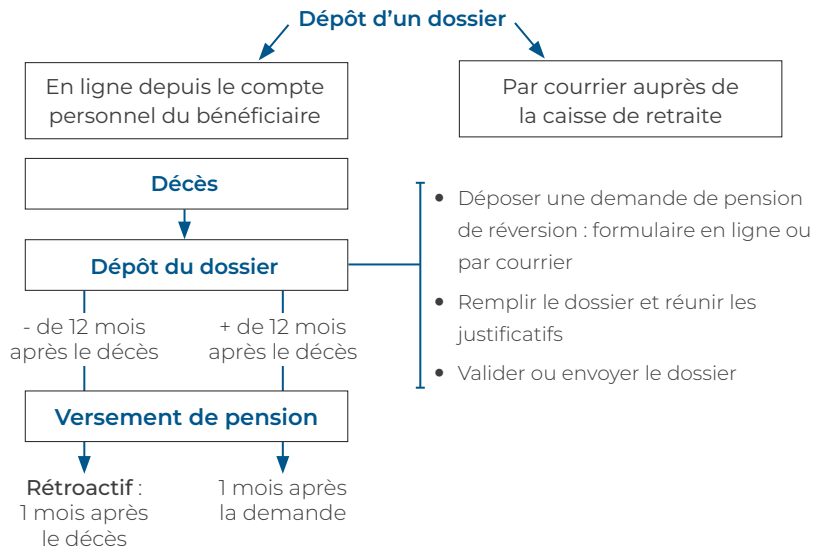 Dépôt d'un dossier
En ligne depuis le compte
personnel du bénéficiaire
Par courrier auprès de
la caisse de retraite
Décès
Dépôt du dossier
• Déposer une demande de pension
de réversion : formulaire en ligne ou
par courrier
• Remplir le dossier et réunir les
justificatifs
• Valider ou envoyer le dossier
- de 12 mois
après le décès
+ de 12 mois
après le décès
Versement de pension
Rétroactif :
1 mois après
le décès
1 mois après
la demande